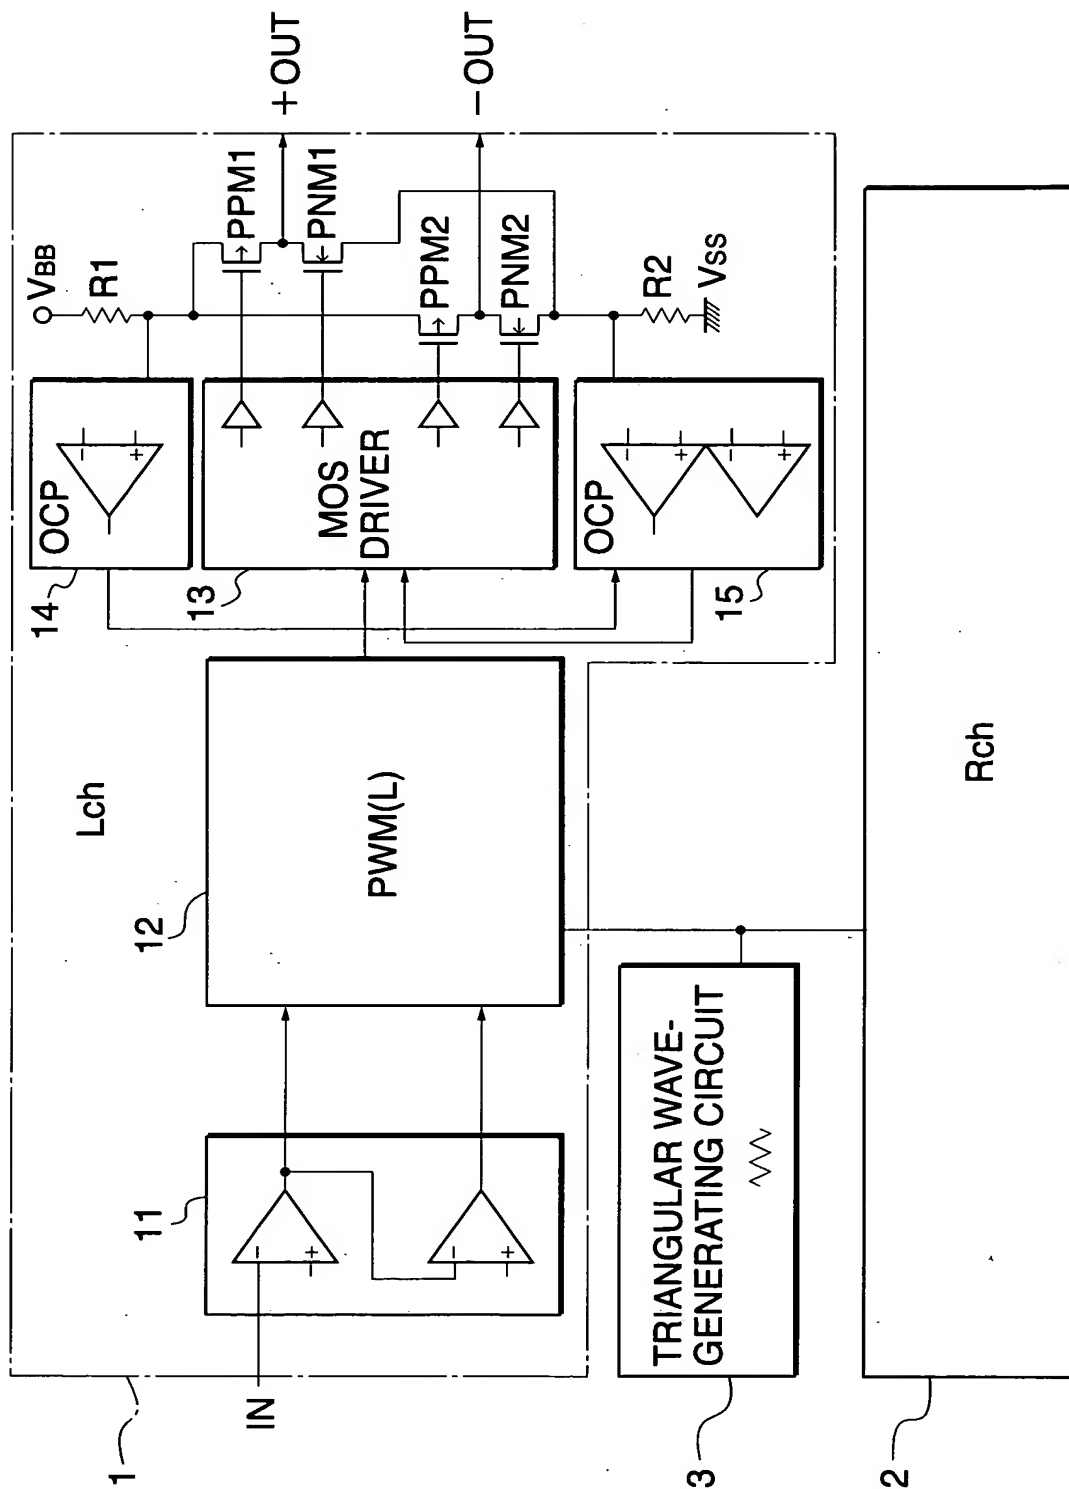 1
Lch
IN
11
−
+
−
+
12
PWM(L)
14
OCP
−
+
13
MOS
DRIVER
15
OCP
−
+
−
+
VBB
R1
PPM1
PNM1
PPM2
PNM2
R2
VSS
+OUT
−OUT
3
TRIANGULAR WAVE-
GENERATING CIRCUIT
2
Rch